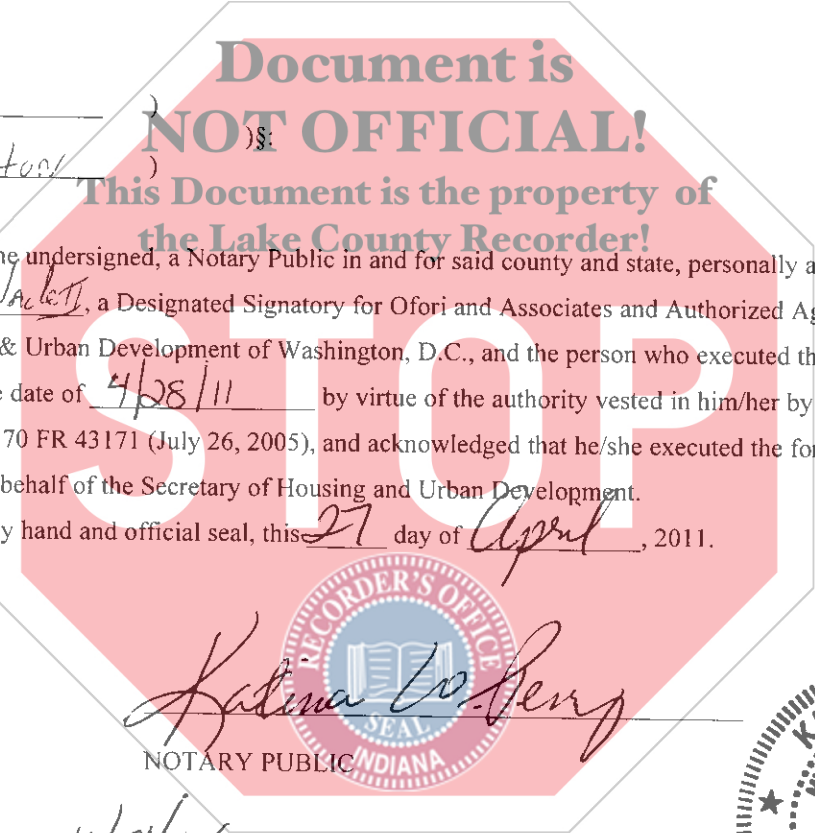 Document is
NOT OFFICIAL!
)
)§:
)
This Document is the property of
the Lake County Recorder!
undersigned, a Notary Public in and for said county and state, personally
, a Designated Signatory for Ofori and Associates and Authorized
& Urban Development of Washington, D.C., and the person who executed
date of 4/28/11 by virtue of the authority vested in him/her by
70 FR 43171 (July 26, 2005), and acknowledged that he/she executed the
behalf of the Secretary of Housing and Urban Development.
hand and official seal, this 27 day of April, 2011.
STOP
RECORDER'S OFFICE
SEAL
INDIANA
Katina W. Perry
NOTARY PUBLIC